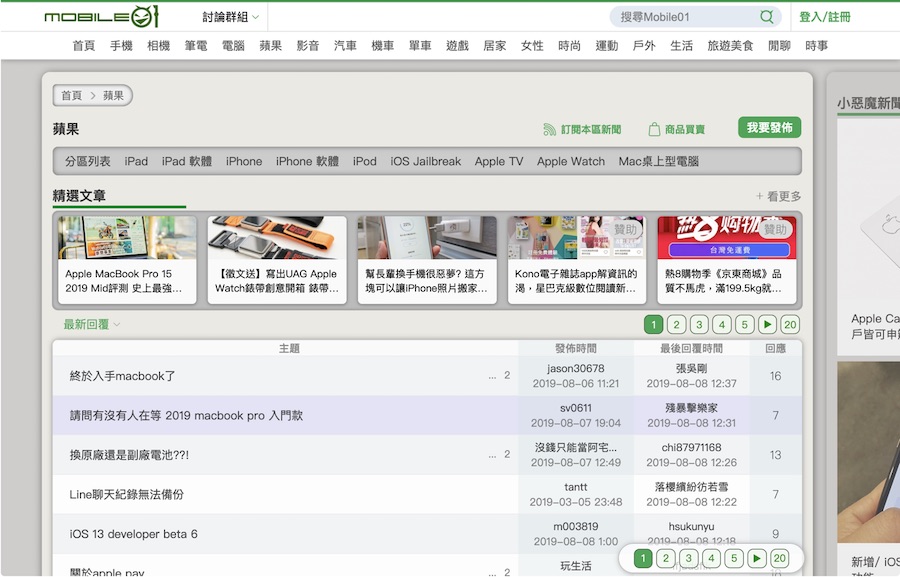 MOBILE01
討論群組
搜尋Mobile01
登入/註冊
首頁 手機 相機 筆電 電腦 蘋果 影音 汽車 機車 單車 遊戲 居家 女性 時尚 運動 戶外 生活 旅遊美食 閒聊 時事
首頁 > 蘋果
小惡魔新聞
蘋果
訂閱本區新聞 商品買賣 我要發佈
分區列表 iPad iPad 軟體 iPhone iPhone 軟體 iPod iOS Jailbreak Apple TV Apple Watch Mac桌上型電腦
精選文章
+ 看更多
贊助
贊助
台灣免運費
Apple MacBook Pro 15
2019 Mid評測 史上最強...
【徵文送】寫出UAG Apple
Watch錶帶創意開箱 錶帶...
幫長輩換手機很惡夢? 這方
塊可以讓iPhone照片搬家...
Kono電子雜誌app解資訊的
渴，星巴克級數位閱讀新...
熱8購物季《京東商城》品
質不馬虎，滿199.5kg就...
Apple Ca
戶皆可申
最新回覆
1 2 3 4 5 20
主題 發佈時間 最後回覆時間 回應
終於入手macbook了 ... 2 jason30678 2019-08-06 11:21 張吳剛 2019-08-08 12:37 16
請問有沒有人在等 2019 macbook pro 入門款 sv0611 2019-08-07 19:04 殘暴擊樂家 2019-08-08 12:31 7
換原廠還是副廠電池??! ... 2 沒錢只能當阿宅... 2019-08-07 12:49 chi87971168 2019-08-08 12:26 13
Line聊天紀錄無法備份 tantt 2019-03-05 23:48 落櫻繽紛彷若雪 2019-08-08 12:22 7
iOS 13 developer beta 6 m003819 2019-08-08 1:00 hsukunyu 2019-08-08 12:18 9
關於apple pay ... 2 玩生活
1 2 3 4 5 20
新增/ iOS